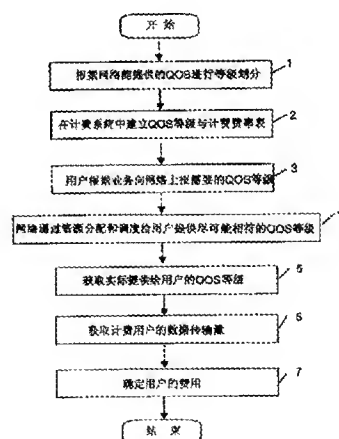 开始
根据网络能提供的QOS进行等级划分
1
在计费系统中建立QOS等级与计费费率表
2
用户根据业务向网络上报需要的QOS等级
3
网络通过资源分配和调度给用户提供尽可能相符的QOS等级
获取实际提供给用户的QOS等级
5
获取计费用户的数据传输量
6
确定用户的费用
7
结束